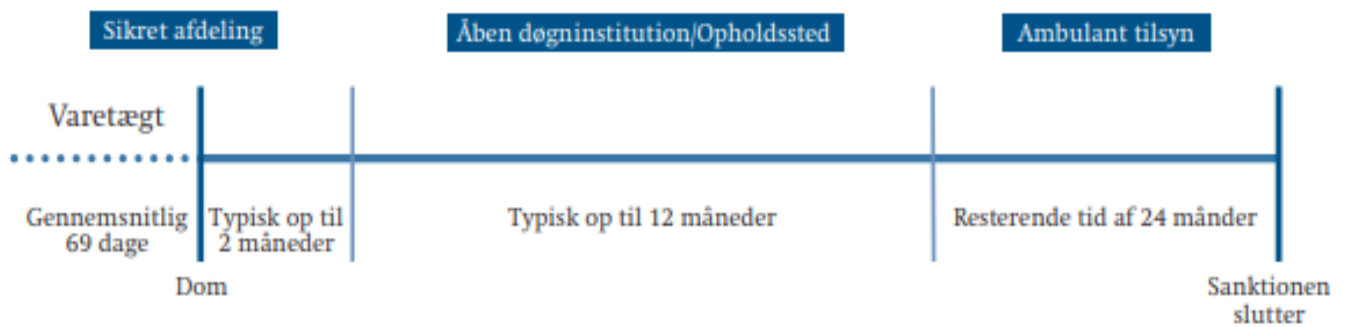 Sikret afdeling
Åben døgninstitution/Opholdssted
Ambulant tilsyn
Varetægt
Gennemsnitlig
69 dage
Typisk op til
2 måneder
Typisk op til 12 måneder
Resterende tid af 24 månder
Dom
Sanktionen
slutter